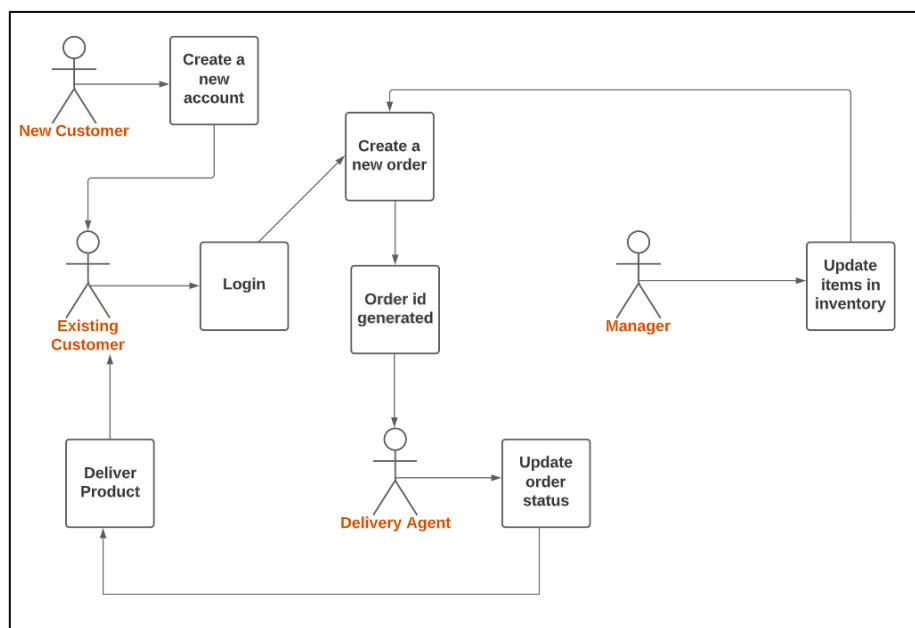 Create a
new
account
New Customer
Create a
new order
Login
Existing
Customer
Order id
generated
Manager
Update
items in
inventory
Deliver
Product
Delivery Agent
Update
order
status